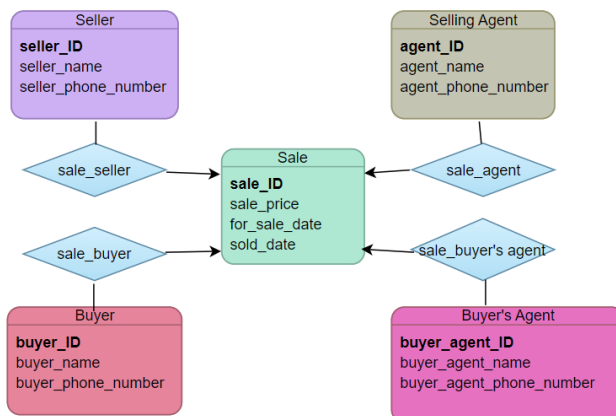 Seller
seller_ID
seller_name
seller_phone_number
Selling Agent
agent_ID
agent_name
agent_phone_number
sale_seller
Sale
sale_ID
sale_price
for_sale_date
sold_date
sale_agent
sale_buyer
sale_buyer's agent
Buyer
buyer_ID
buyer_name
buyer_phone_number
Buyer's Agent
buyer_agent_ID
buyer_agent_name
buyer_agent_phone_number